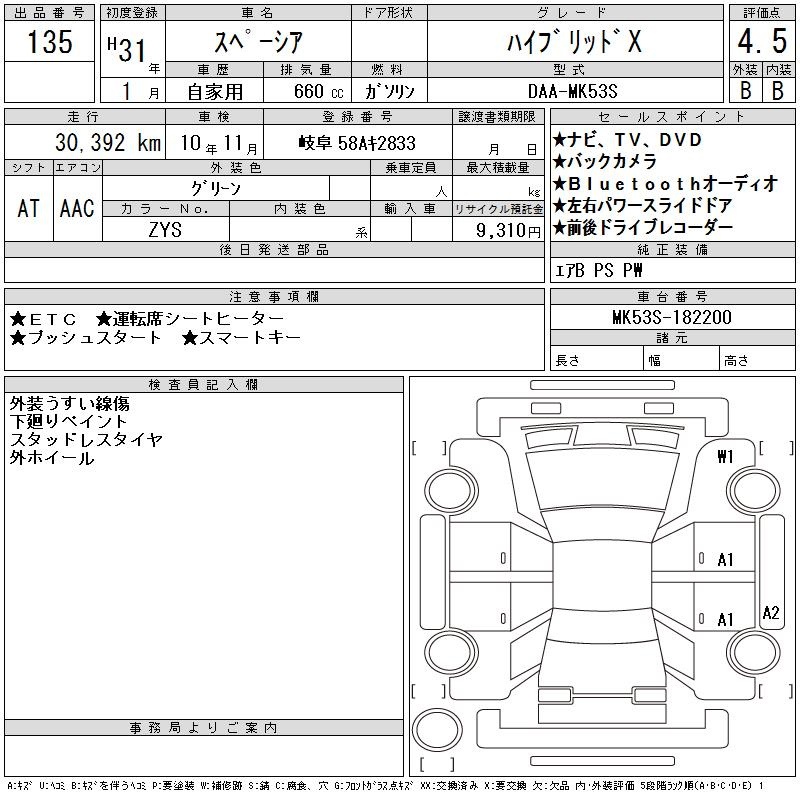 出品番号 初度登録 車名 ドア形状 グレード 評価点
135 H31年 スペーシア ハイブリッドX 4.5
車歴 排気量 燃料 型式 外装 内装
1月 自家用 660cc ガソリン DAA-MK53S B B
走行 車検 登録番号 譲渡書類期限 セールスポイント
30,392 km 10年11月 岐阜 58Aキ2833 月 日
★ナビ、TV、DVD
★バックカメラ
★Bluetoothオーディオ
★左右パワースライドドア
★前後ドライブレコーダー
シフト エアコン 外装色 乗車定員 最大積載量
AT AAC グリーン 人 kg
カラーNo. 内装色 輸入車 リサイクル預託金
ZYS 系 9,310円
後日発送部品
純正装備
エアB PS PW
注意事項欄
★ETC ★運転席シートヒーター
★プッシュスタート ★スマートキー
車台番号
MK53S-182200
諸元
長さ 幅 高さ
検査員記入欄
外装うすい線傷
下廻りペイント
スタッドレスタイヤ
外ホイール
[ ] [ ]
W1
A1
A1 A2
[ ] [ ]
事務局よりご案内
A:キズ U:ヘコミ B:キズを伴うヘコミ P:要塗装 W:補修跡 S:錆 C:腐食、穴 G:フロントガラス点キズ XX:交換済み X:要交換 欠:欠品 内・外装評価 5段階ランク順(A・B・C・D・E) 1